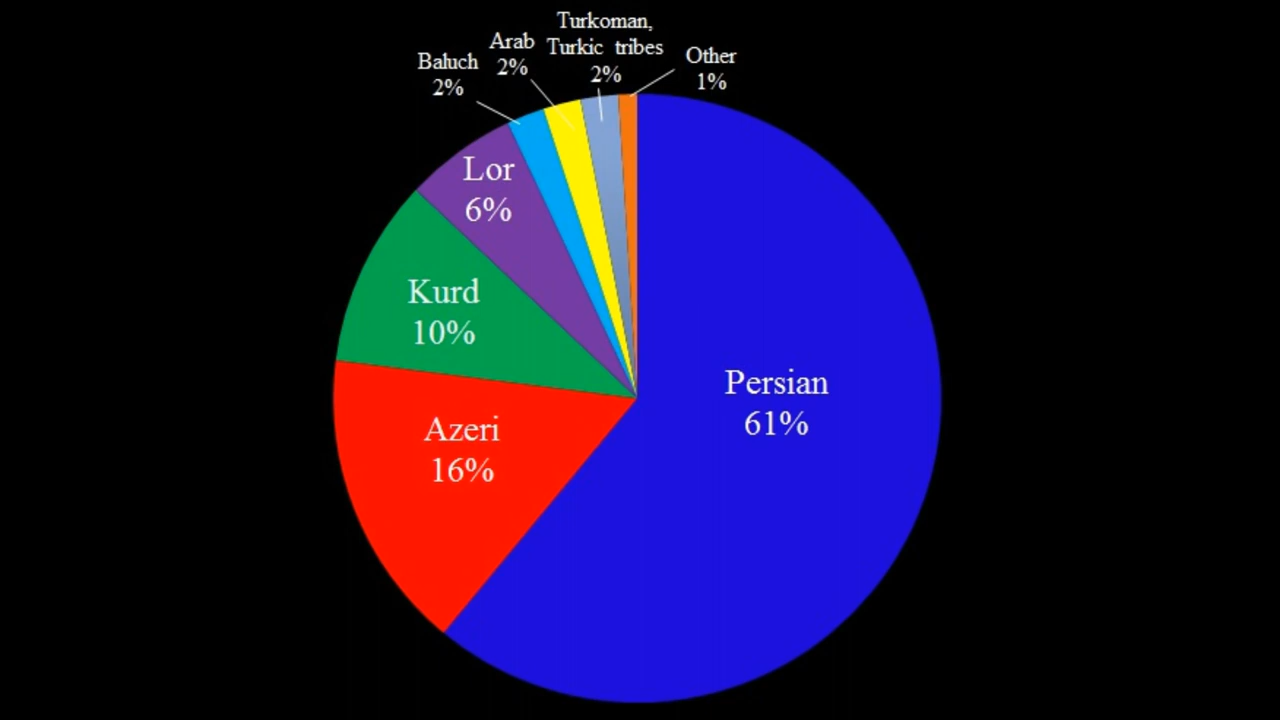 Turkoman,
Turkic tribes
2%
Arab
2%
Baluch
2%
Other
1%
Lor
6%
Kurd
10%
Azeri
16%
Persian
61%